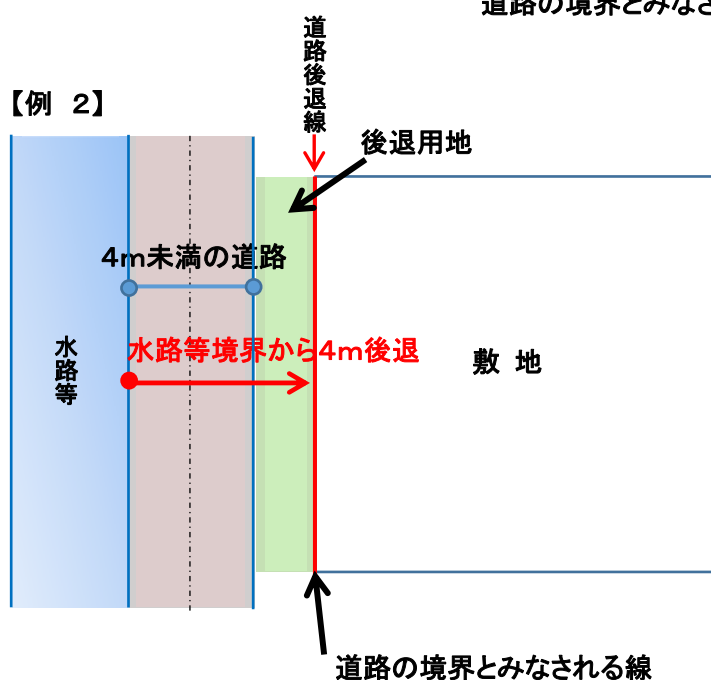 道路の境界とみなさ
道路後退線
【例　２】
後退用地
4m未満の道路
水路等境界から4m後退
水路等
敷 地
道路の境界とみなされる線